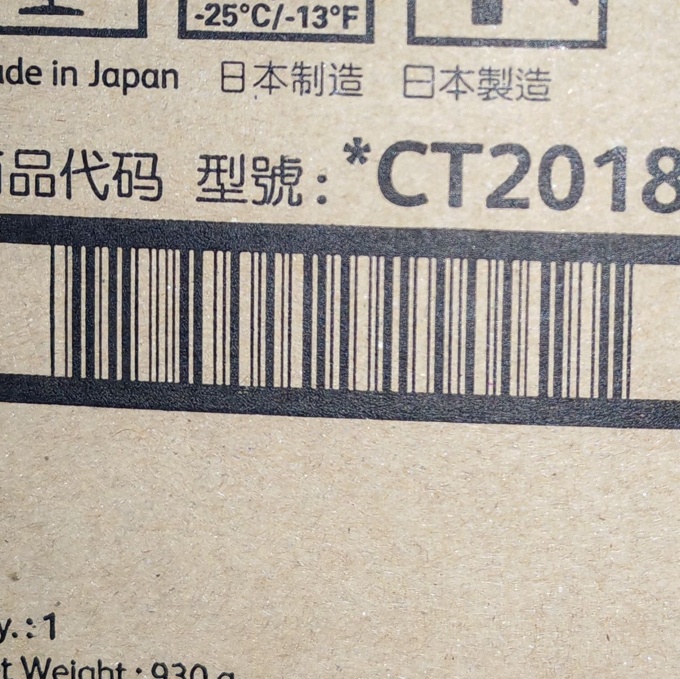 -25°C/-13°F
Made in Japan 日本制造 日本製造
商品代码 型號: *CT2018
y.: 1
t Weight: 930 g